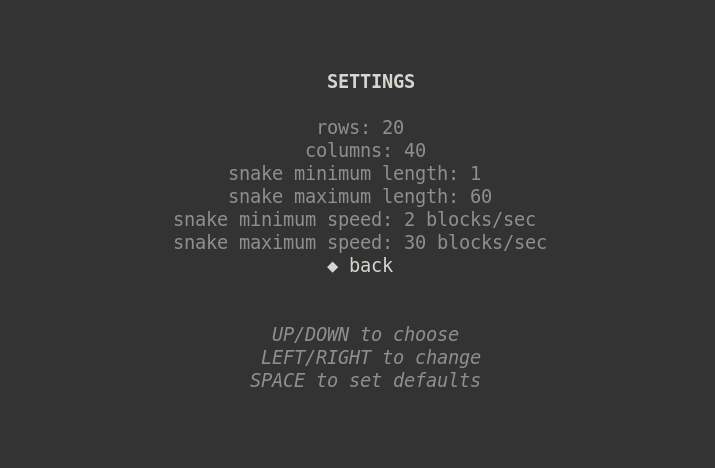 SETTINGS
rows: 20
columns: 40
snake minimum length: 1
snake maximum length: 60
snake minimum speed: 2 blocks/sec
snake maximum speed: 30 blocks/sec
◆ back
UP/DOWN to choose
LEFT/RIGHT to change
SPACE to set defaults